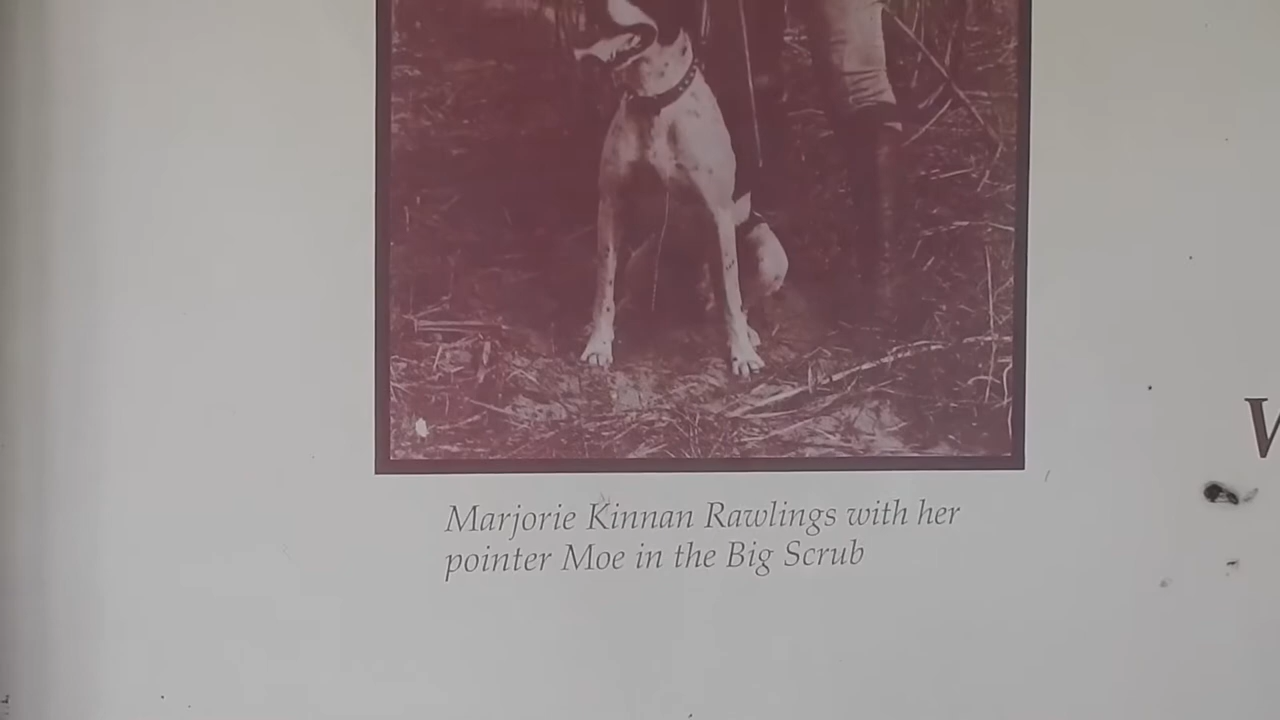 Marjorie Kinnan Rawlings with her
pointer Moe in the Big Scrub